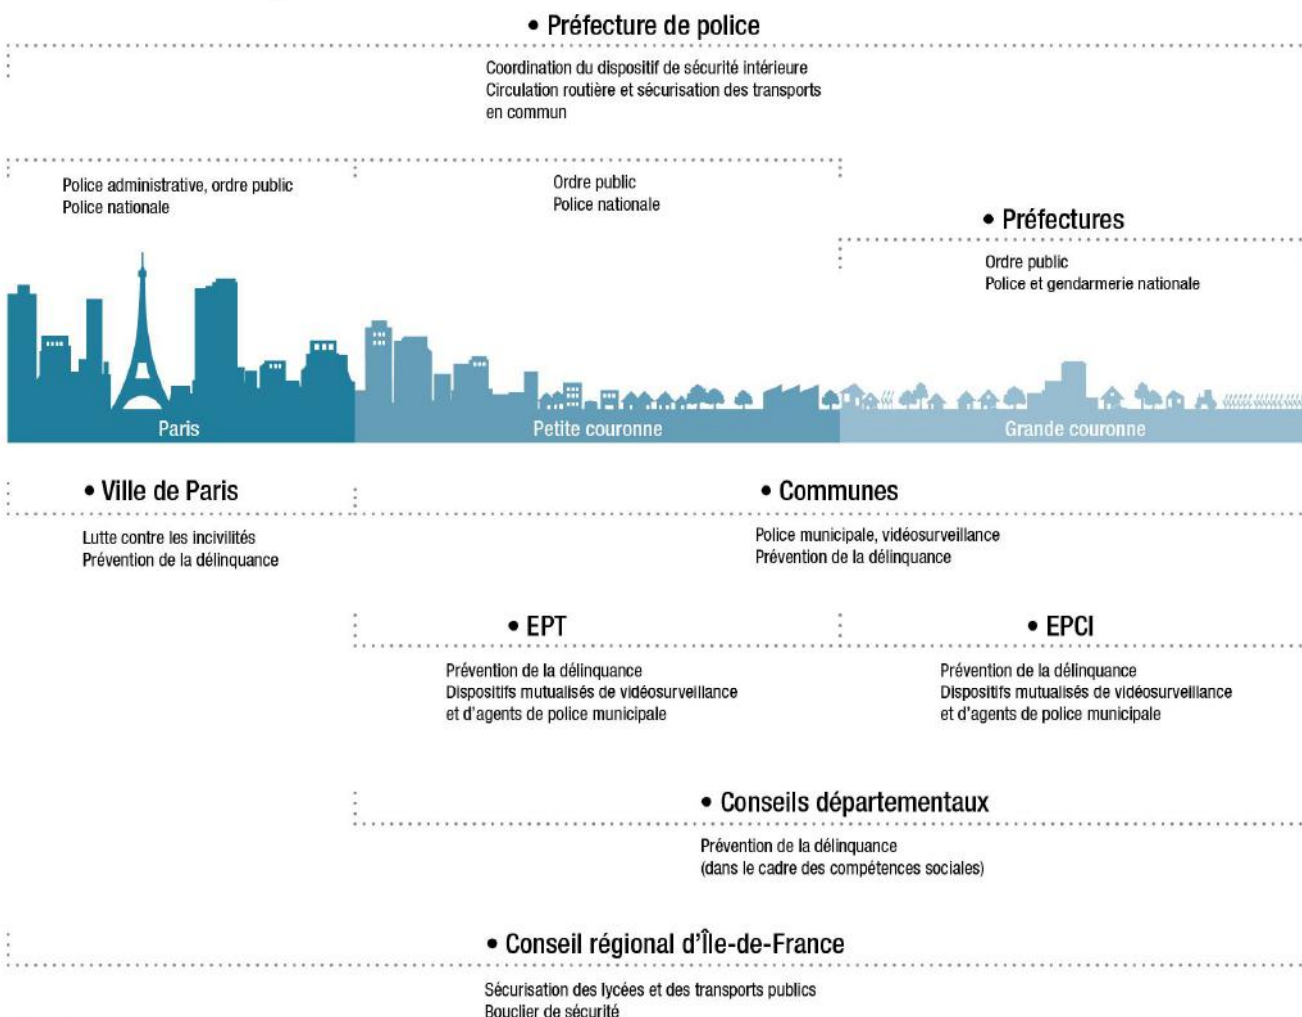 • Préfecture de police
Coordination du dispositif de sécurité intérieure
Circulation routière et sécurisation des transports
en commun
Police administrative, ordre public
Police nationale
Ordre public
Police nationale
• Préfectures
Ordre public
Police et gendarmerie nationale
Paris
Petite couronne
Grande couronne
• Ville de Paris
Lutte contre les incivilités
Prévention de la délinquance
• Communes
Police municipale, vidéosurveillance
Prévention de la délinquance
• EPT
Prévention de la délinquance
Dispositifs mutualisés de vidéosurveillance
et d'agents de police municipale
• EPCI
Prévention de la délinquance
Dispositifs mutualisés de vidéosurveillance
et d'agents de police municipale
• Conseils départementaux
Prévention de la délinquance
(dans le cadre des compétences sociales)
• Conseil régional d'Île-de-France
Sécurisation des lycées et des transports publics
Bouclier de sécurité